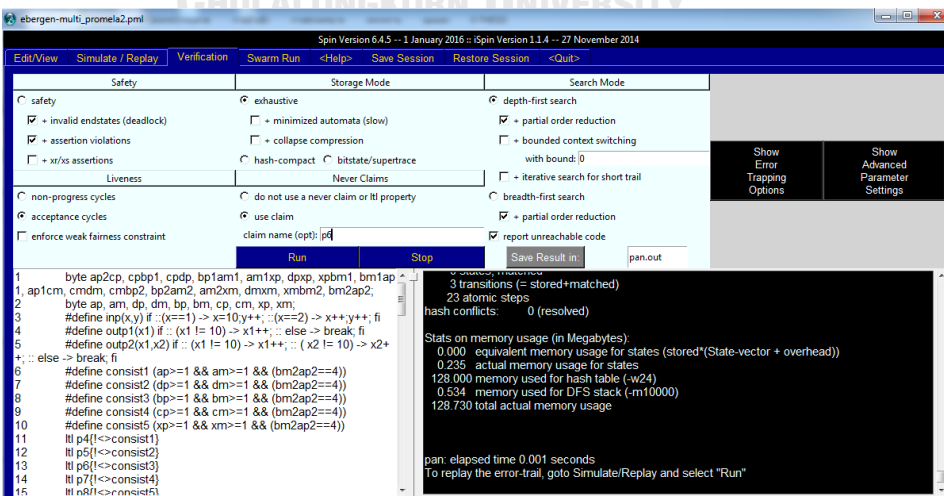 CHULALONGKORN UNIVERSITY
ebergen-multi_promela2.pml
Spin Version 6.4.5 -- 1 January 2016 :: iSpin Version 1.1.4 -- 27 November 2014
Edit/View Simulate / Replay Verification Swarm Run <Help> Save Session Restore Session <Quit>
Safety Storage Mode Search Mode
safety exhaustive depth-first search
+ invalid endstates (deadlock) + minimized automata (slow) + partial order reduction
+ assertion violations + collapse compression + bounded context switching
+ xr/xs assertions hash-compact bitstate/supertrace with bound: 0
Liveness Never Claims + iterative search for short trail
non-progress cycles do not use a never claim or ltl property breadth-first search
acceptance cycles use claim + partial order reduction
enforce weak fairness constraint claim name (opt): p6 report unreachable code
Run Stop Save Result in: pan.out
Show
Error
Trapping
Options
Show
Advanced
Parameter
Settings
1 byte ap2cp, cpbp1, cpdp, bp1am1, am1xp, dpxp, xpbm1, bm1ap
1, ap1cm, cmdm, cmbp2, bp2am2, am2xm, dmxm, xmbm2, bm2ap2;
2 byte ap, am, dp, dm, bp, bm, cp, cm, xp, xm;
3 #define inp(x,y) if ::(x==1) -> x=10;y++; ::(x==2) -> x++;y++; fi
4 #define outp1(x1) if :: (x1 != 10) -> x1++; :: else -> break; fi
5 #define outp2(x1,x2) if :: (x1 != 10) -> x1++; :: ( x2 != 10) -> x2+
+; :: else -> break; fi
6 #define consist1 (ap>=1 && am>=1 && (bm2ap2==4))
7 #define consist2 (dp>=1 && dm>=1 && (bm2ap2==4))
8 #define consist3 (bp>=1 && bm>=1 && (bm2ap2==4))
9 #define consist4 (cp>=1 && cm>=1 && (bm2ap2==4))
10 #define consist5 (xp>=1 && xm>=1 && (bm2ap2==4))
11 ltl p4{!<>consist1}
12 ltl p5{!<>consist2}
13 ltl p6{!<>consist3}
14 ltl p7{!<>consist4}
15 ltl p8{!<>consist5}
0 states, matched
3 transitions (= stored+matched)
23 atomic steps
hash conflicts: 0 (resolved)
Stats on memory usage (in Megabytes):
0.000 equivalent memory usage for states (stored*(State-vector + overhead))
0.235 actual memory usage for states
128.000 memory used for hash table (-w24)
0.534 memory used for DFS stack (-m10000)
128.730 total actual memory usage
pan: elapsed time 0.001 seconds
To replay the error-trail, goto Simulate/Replay and select "Run"